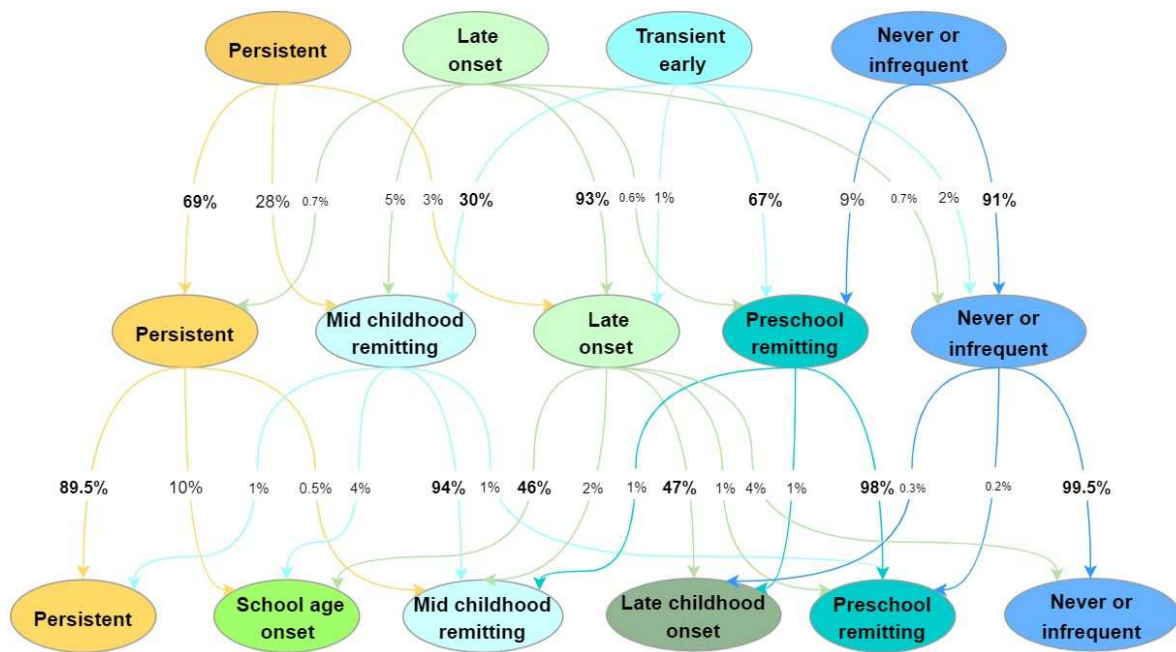 Persistent
Late
onset
Transient
early
Never or
infrequent
69%
28%
0.7%
5%
3%
30%
93%
0.6%
1%
67%
9%
0.7%
2%
91%
Persistent
Mid childhood
remitting
Late
onset
Preschool
remitting
Never or
infrequent
89.5%
10%
1%
0.5%
4%
94%
1%
46%
2%
1%
47%
1%
4%
1%
98%
0.3%
0.2%
99.5%
Persistent
School age
onset
Mid childhood
remitting
Late childhood
onset
Preschool
remitting
Never or
infrequent